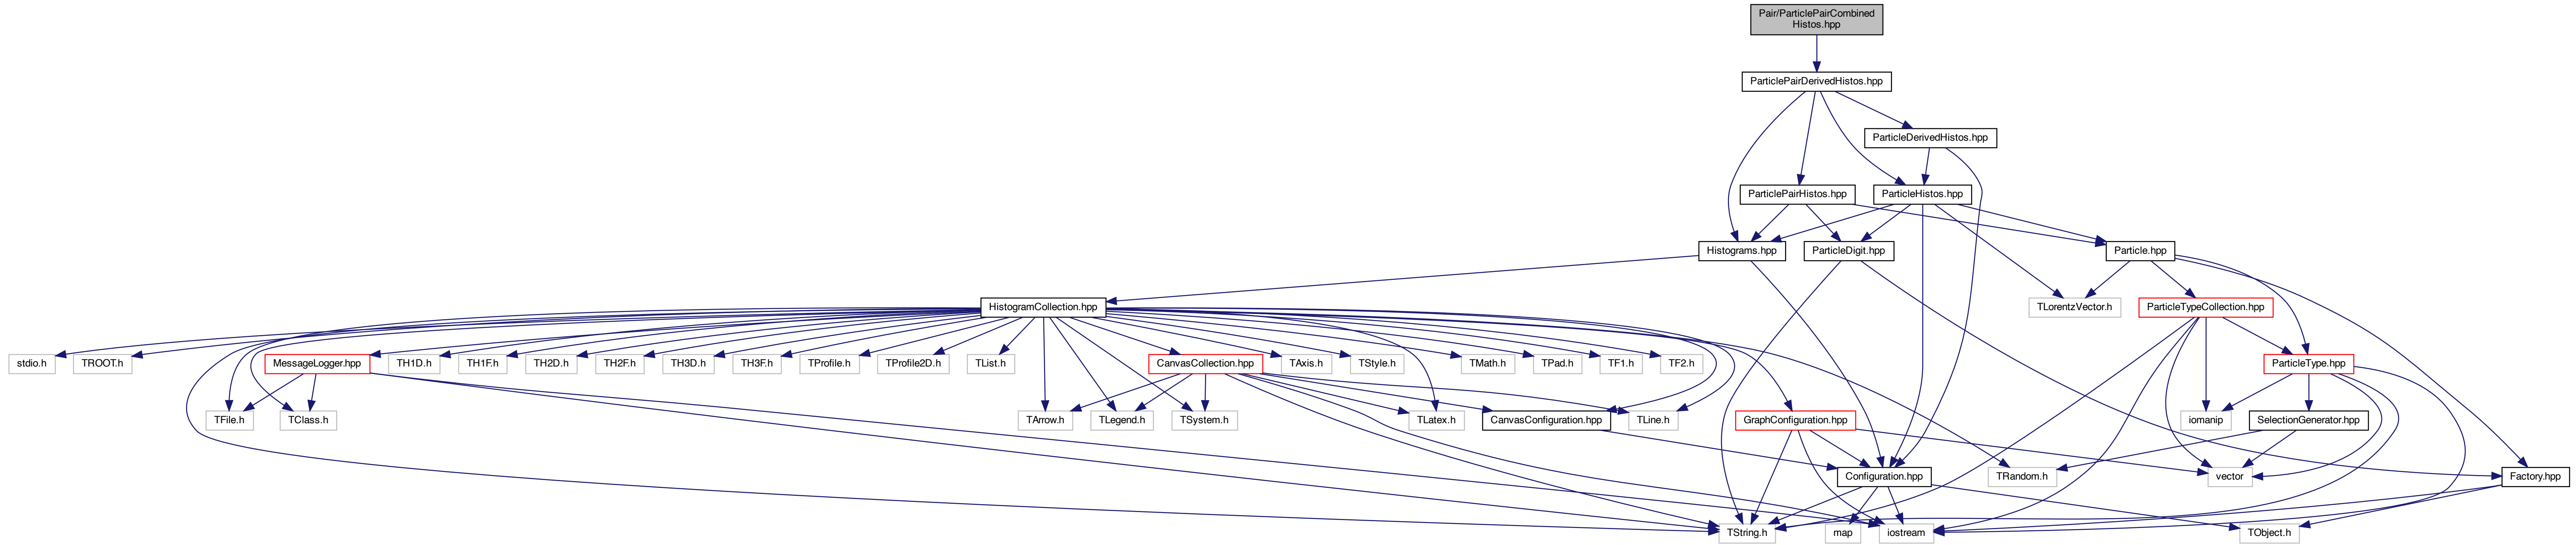 Pair/ParticlePairCombined
Histos.hpp
ParticlePairDerivedHistos.hpp
ParticleDerivedHistos.hpp
ParticlePairHistos.hpp
ParticleHistos.hpp
Histograms.hpp
ParticleDigit.hpp
Particle.hpp
HistogramCollection.hpp
TLorentzVector.h
ParticleTypeCollection.hpp
stdio.h
TROOT.h
MessageLogger.hpp
TH1D.h
TH1F.h
TH2D.h
TH2F.h
TH3D.h
TH3F.h
TProfile.h
TProfile2D.h
TList.h
CanvasCollection.hpp
TAxis.h
TStyle.h
TMath.h
TPad.h
TF1.h
TF2.h
ParticleType.hpp
TFile.h
TClass.h
TArrow.h
TLegend.h
TSystem.h
TLatex.h
CanvasConfiguration.hpp
TLine.h
GraphConfiguration.hpp
iomanip
SelectionGenerator.hpp
Configuration.hpp
TRandom.h
vector
Factory.hpp
TString.h
map
iostream
TObject.h